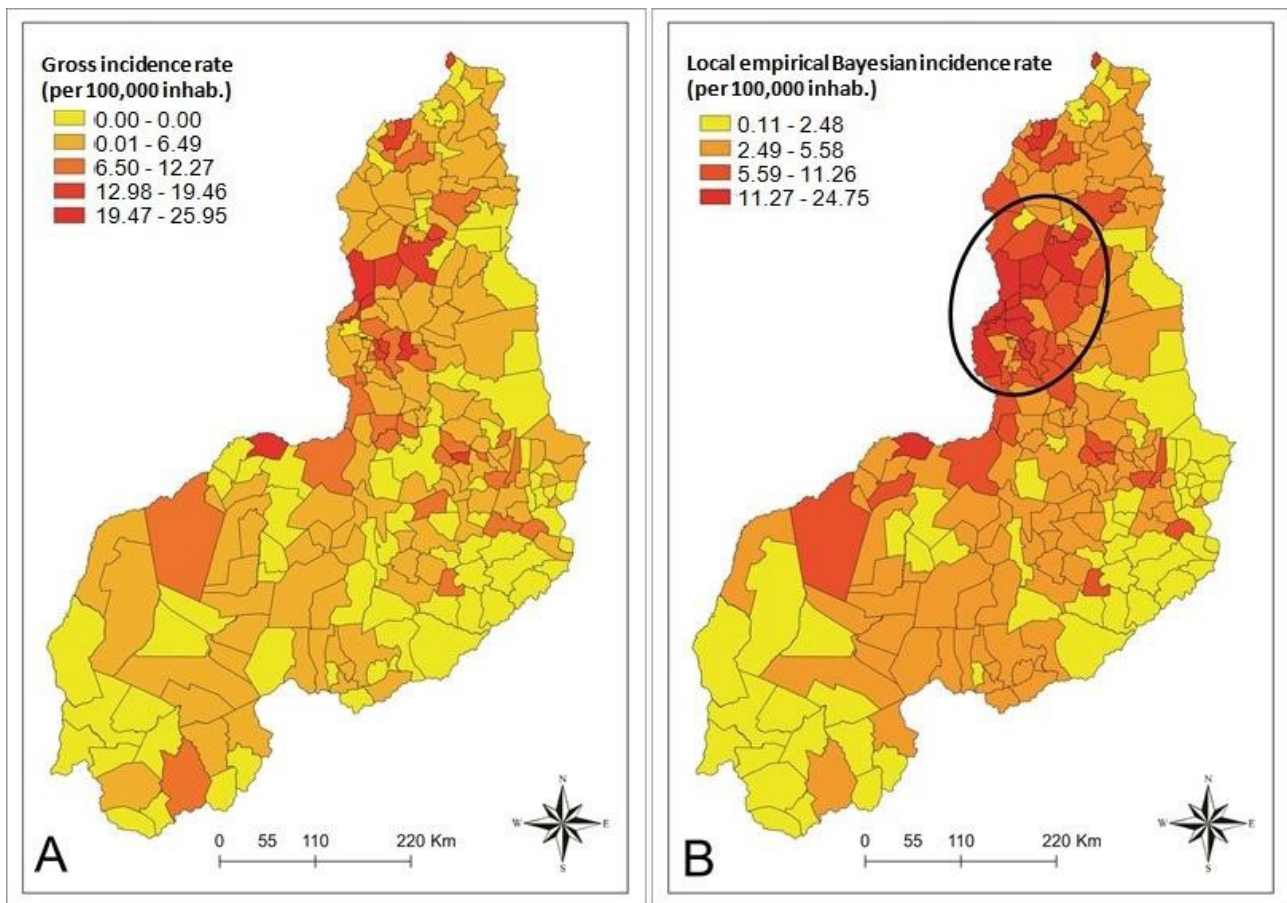 Gross incidence rate
(per 100,000 inhab.)
0.00 - 0.00
0.01 - 6.49
6.50 - 12.27
12.98 - 19.46
19.47 - 25.95
N
W E
S
0 55 110 220 Km
A
Local empirical Bayesian incidence rate
(per 100,000 inhab.)
0.11 - 2.48
2.49 - 5.58
5.59 - 11.26
11.27 - 24.75
N
W E
S
0 55 110 220 Km
B